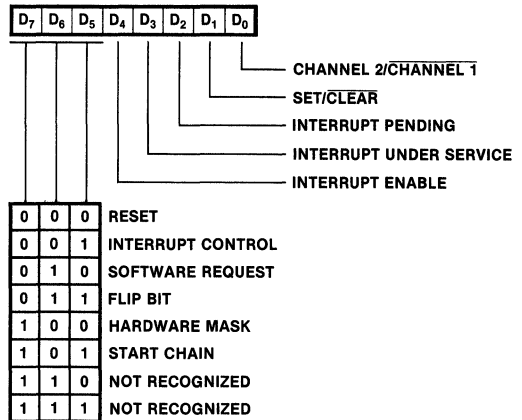 D7 D6 D5 D4 D3 D2 D1 D0
CHANNEL 2/CHANNEL 1
SET/CLEAR
INTERRUPT PENDING
INTERRUPT UNDER SERVICE
INTERRUPT ENABLE
0 0 0 RESET
0 0 1 INTERRUPT CONTROL
0 1 0 SOFTWARE REQUEST
0 1 1 FLIP BIT
1 0 0 HARDWARE MASK
1 0 1 START CHAIN
1 1 0 NOT RECOGNIZED
1 1 1 NOT RECOGNIZED